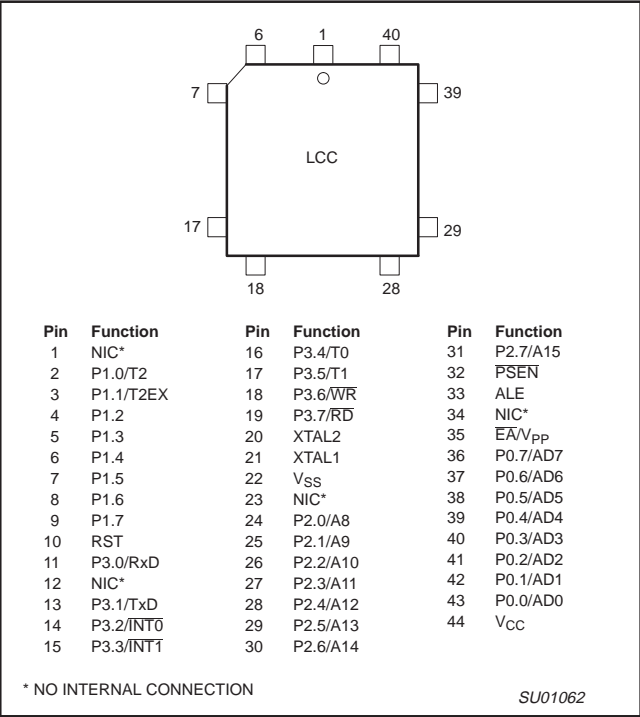 6 1 40
7 39
LCC
17 29
18 28
Pin Function Pin Function Pin Function
1 NIC* 16 P3.4/T0 31 P2.7/A15
2 P1.0/T2 17 P3.5/T1 32 P̅S̅E̅N̅
3 P1.1/T2EX 18 P3.6/W̅R̅ 33 ALE
4 P1.2 19 P3.7/R̅D̅ 34 NIC*
5 P1.3 20 XTAL2 35 E̅A̅/VPP
6 P1.4 21 XTAL1 36 P0.7/AD7
7 P1.5 22 VSS 37 P0.6/AD6
8 P1.6 23 NIC* 38 P0.5/AD5
9 P1.7 24 P2.0/A8 39 P0.4/AD4
10 RST 25 P2.1/A9 40 P0.3/AD3
11 P3.0/RxD 26 P2.2/A10 41 P0.2/AD2
12 NIC* 27 P2.3/A11 42 P0.1/AD1
13 P3.1/TxD 28 P2.4/A12 43 P0.0/AD0
14 P3.2/I̅N̅T̅0̅ 29 P2.5/A13 44 VCC
15 P3.3/I̅N̅T̅1̅ 30 P2.6/A14
* NO INTERNAL CONNECTION
SU01062